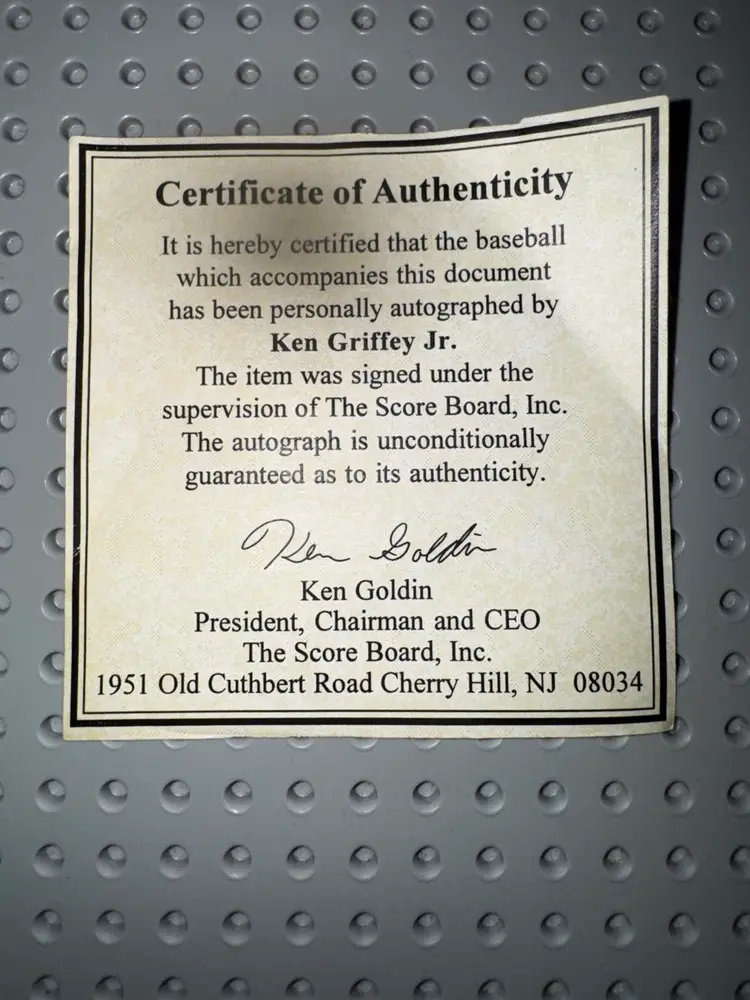 Certificate of Authenticity
It is hereby certified that the baseball
which accompanies this document
has been personally autographed by
Ken Griffey Jr.
The item was signed under the
supervision of The Score Board, Inc.
The autograph is unconditionally
guaranteed as to its authenticity.
Ken Goldin
Ken Goldin
President, Chairman and CEO
The Score Board, Inc.
1951 Old Cuthbert Road Cherry Hill, NJ 08034